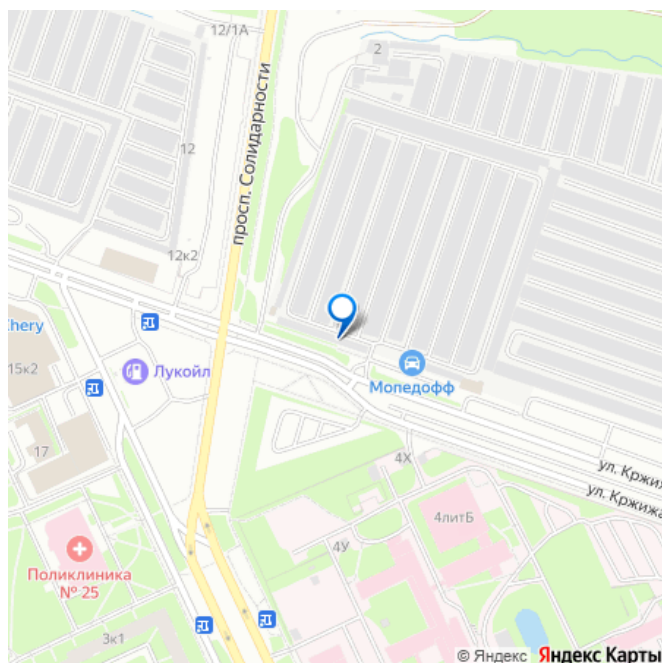 12/1А
2
просп. Солидарности
12
12к2
Chery
15к2
Лукойл
Мопедофф
17
4Х
ул. Кржиж
ул. Кржижа
4литБ
4У
Поликлиника
№ 25
3к1
© Яндекс Яндекс Карты